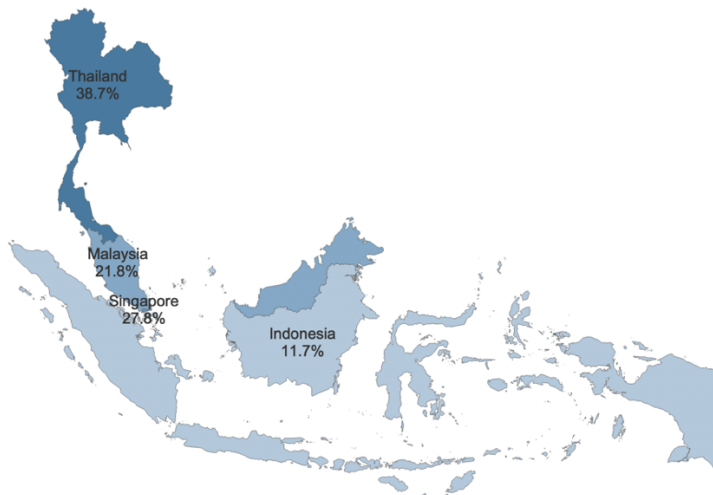 Thailand
38.7%
Malaysia
21.8%
Singapore
27.8%
Indonesia
11.7%